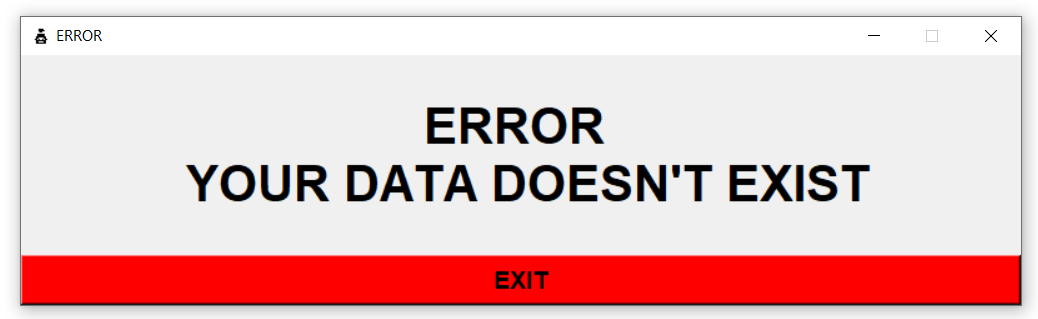 ERROR
ERROR
YOUR DATA DOESN'T EXIST
EXIT